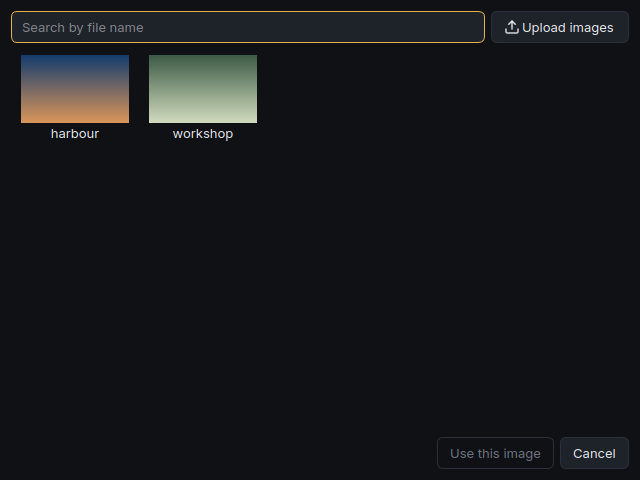 Search by file name
Upload images
harbour
workshop
Use this image
Cancel